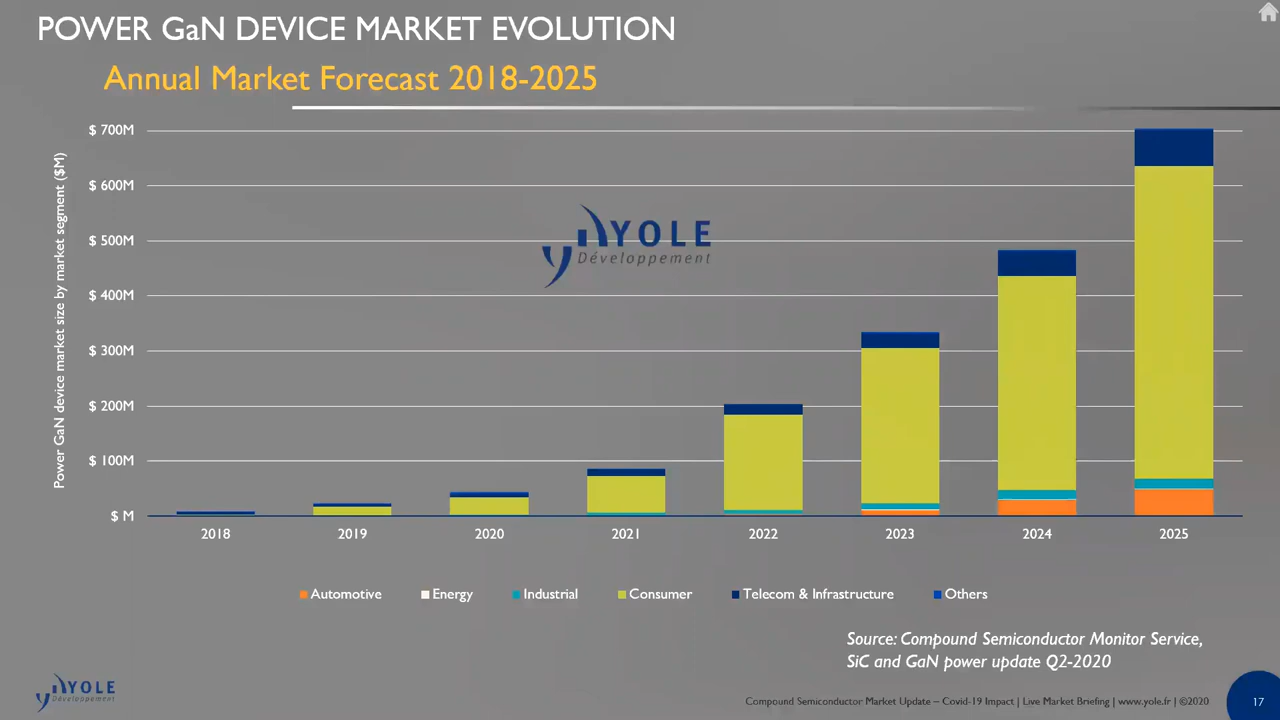 POWER GaN DEVICE MARKET EVOLUTION
Annual Market Forecast 2018-2025
Power GaN device market size by market segment ($M)
$ 700M
$ 600M
$ 500M
$ 400M
$ 300M
$ 200M
$ 100M
$ M
YOLE
Développement
2018 2019 2020 2021 2022 2023 2024 2025
Automotive Energy Industrial Consumer Telecom & Infrastructure Others
Source: Compound Semiconductor Monitor Service,
SiC and GaN power update Q2-2020
YOLE
Développement
Compound Semiconductor Market Update – Covid-19 Impact | Live Market Briefing | www.yole.fr | ©2020
17